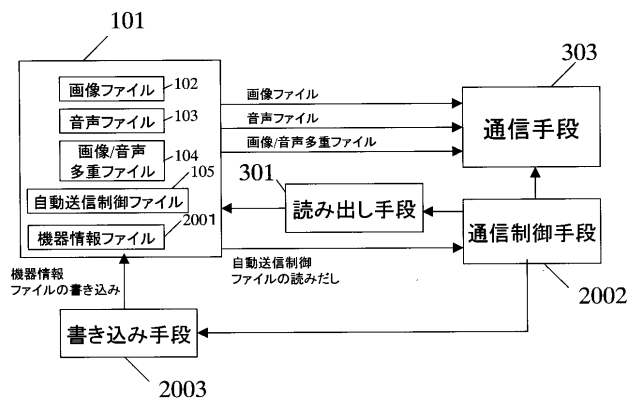 101
303
画像ファイル
102
音声ファイル
103
画像/音声
多重ファイル
104
105
自動送信制御ファイル
機器情報ファイル
2001
画像ファイル
音声ファイル
画像/音声多重ファイル
通信手段
301
読み出し手段
通信制御手段
2002
自動送信制御
ファイルの読みだし
機器情報
ファイルの書き込み
書き込み手段
2003